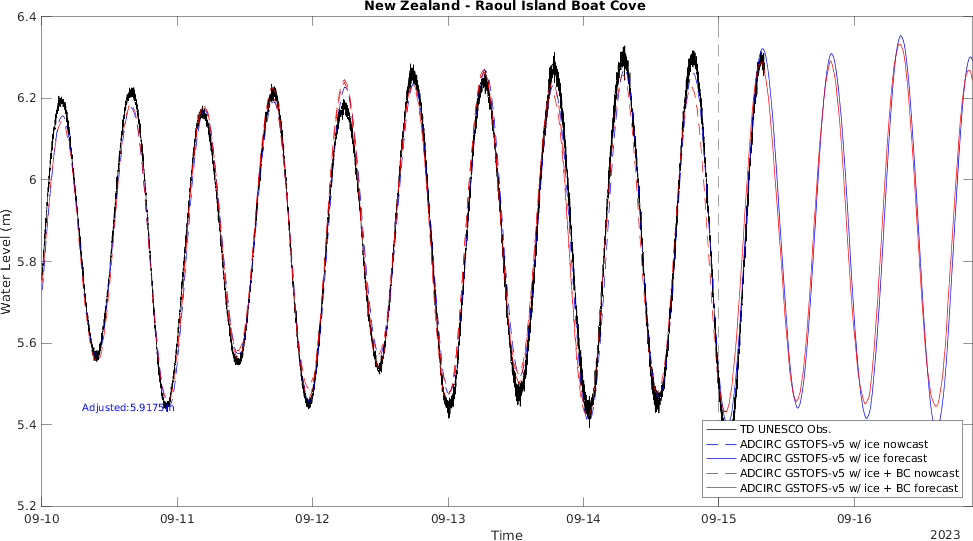 New Zealand - Raoul Island Boat Cove
6.4
6.2
6
5.8
5.6
5.4
5.2
Water Level (m)
Adjusted:5.9175m
TD UNESCO Obs.
ADCIRC GSTOFS-v5 w/ ice nowcast
ADCIRC GSTOFS-v5 w/ ice forecast
ADCIRC GSTOFS-v5 w/ ice + BC nowcast
ADCIRC GSTOFS-v5 w/ ice + BC forecast
09-10 09-11 09-12 09-13 09-14 09-15 09-16
Time
2023